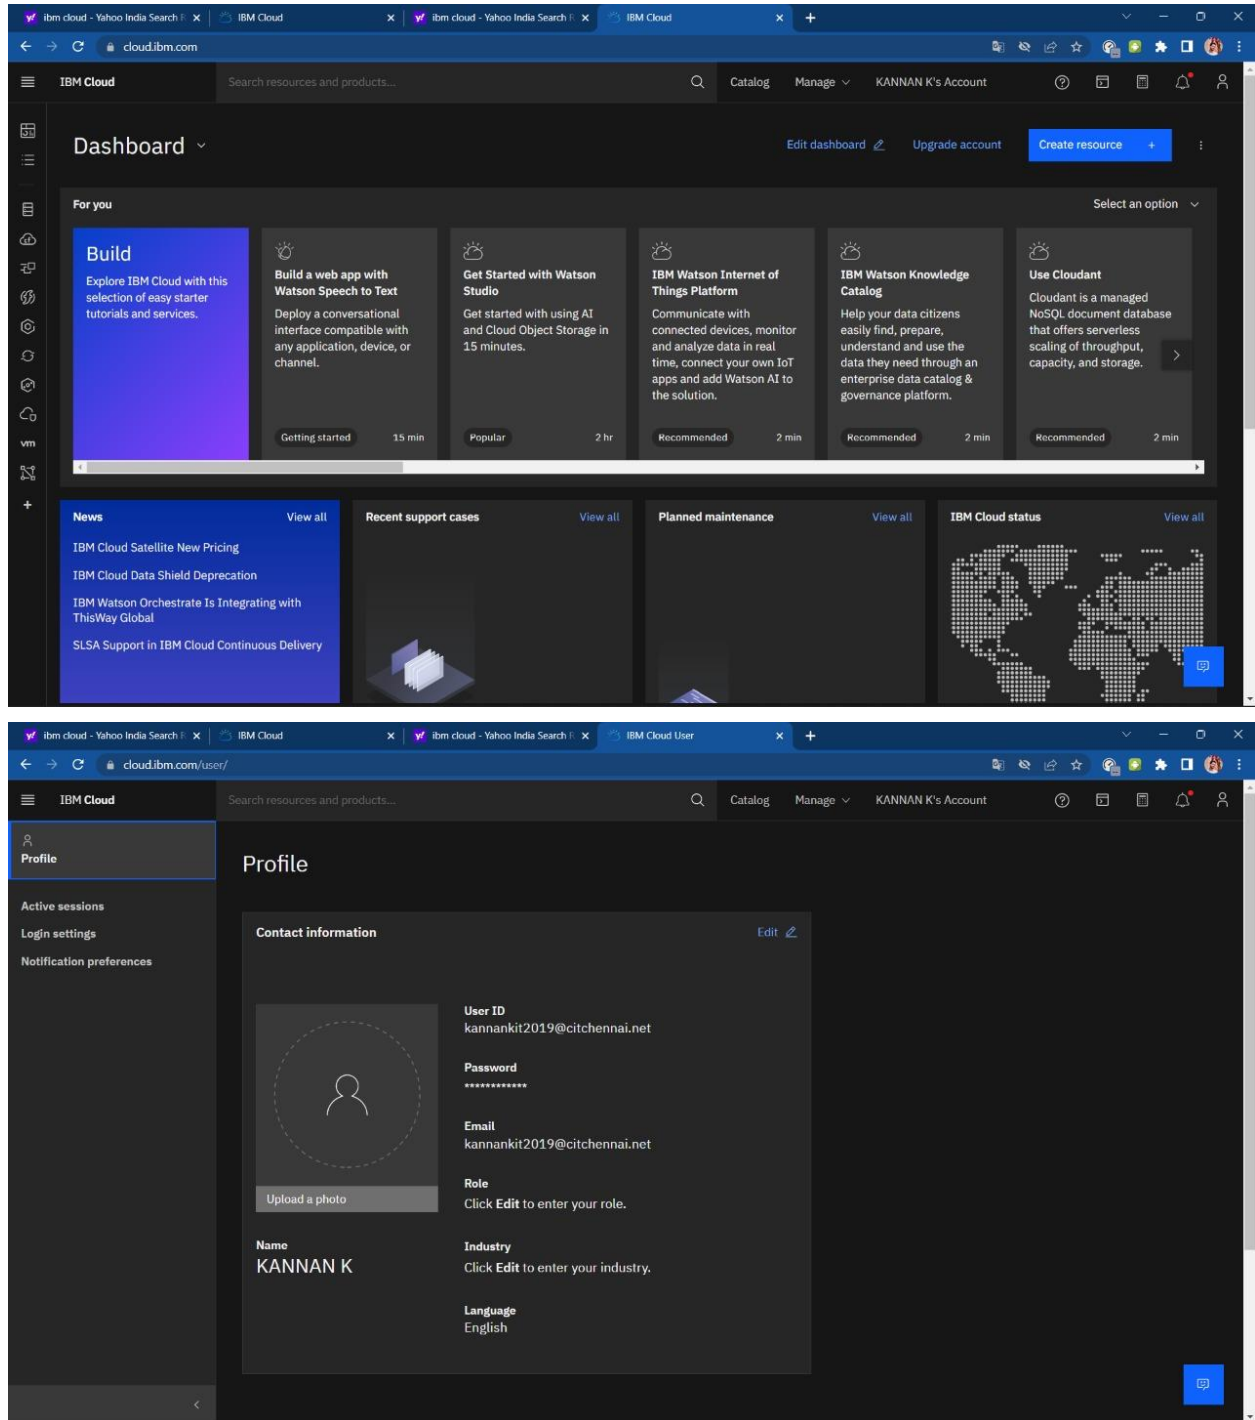 ibm cloud - Yahoo India Search R
IBM Cloud
ibm cloud - Yahoo India Search R
IBM Cloud
cloud.ibm.com
IBM Cloud
Search resources and products...
Catalog
Manage
KANNAN K's Account
Dashboard
Edit dashboard
Upgrade account
Create resource +
For you
Select an option
Build
Explore IBM Cloud with this
selection of easy starter
tutorials and services.
Build a web app with
Watson Speech to Text
Deploy a conversational
interface compatible with
any application, device, or
channel.
Getting started
15 min
Get Started with Watson
Studio
Get started with using AI
and Cloud Object Storage in
15 minutes.
Popular
2 hr
IBM Watson Internet of
Things Platform
Communicate with
connected devices, monitor
and analyze data in real
time, connect your own IoT
apps and add Watson AI to
the solution.
Recommended
2 min
IBM Watson Knowledge
Catalog
Help your data citizens
easily find, prepare,
understand and use the
data they need through an
enterprise data catalog &
governance platform.
Recommended
2 min
Use Cloudant
Cloudant is a managed
NoSQL document database
that offers serverless
scaling of throughput,
capacity, and storage.
Recommended
2 min
vm
News
View all
IBM Cloud Satellite New Pricing
IBM Cloud Data Shield Deprecation
IBM Watson Orchestrate Is Integrating with
ThisWay Global
SLSA Support in IBM Cloud Continuous Delivery
Recent support cases
View all
Planned maintenance
View all
IBM Cloud status
View all
ibm cloud - Yahoo India Search R
IBM Cloud
ibm cloud - Yahoo India Search R
IBM Cloud User
cloud.ibm.com/user/
IBM Cloud
Search resources and products...
Catalog
Manage
KANNAN K's Account
Profile
Active sessions
Login settings
Notification preferences
Profile
Contact information
Edit
Upload a photo
Name
KANNAN K
User ID
kannankit2019@citchennai.net
Password
************
Email
kannankit2019@citchennai.net
Role
Click Edit to enter your role.
Industry
Click Edit to enter your industry.
Language
English